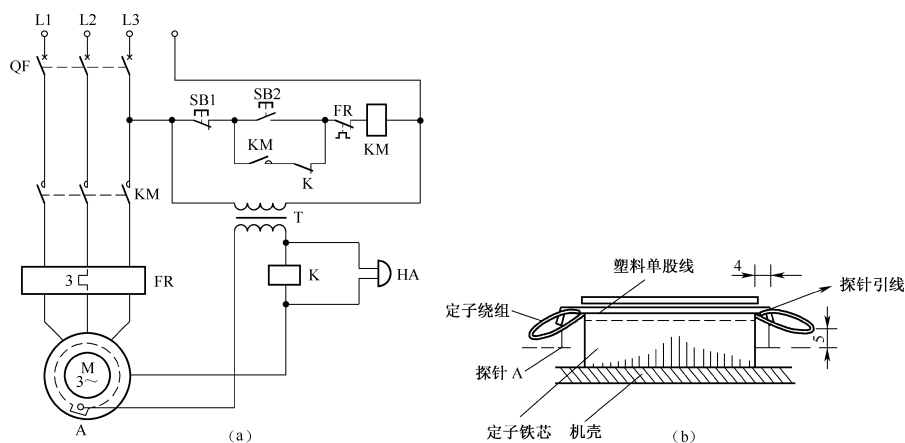 L1 L2 L3
QF
SB1 SB2 FR
KM KM
K
KM
T
3 FR
K HA
M
3~
A
(a)
塑料单股线 4 探针引线
定子绕组
5
探针 A
定子铁芯 机壳
(b)